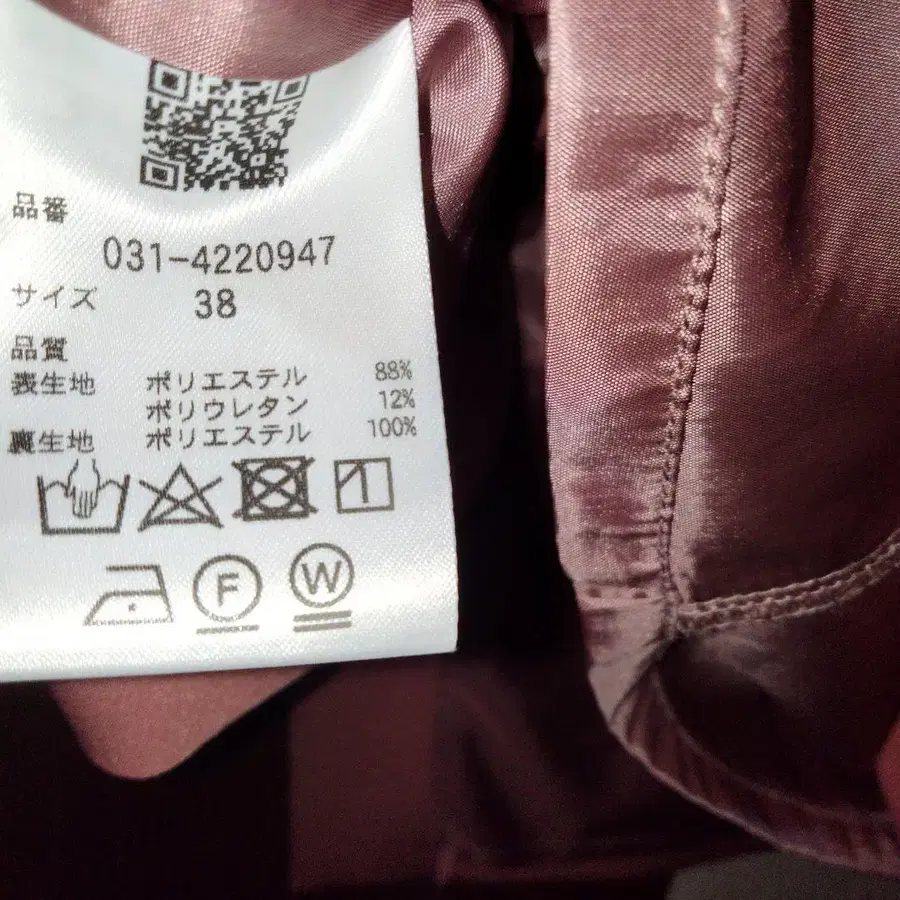 品番
031-4220947
サイズ 38
品質
表生地 ポリエステル 88%
ポリウレタン 12%
裏生地 ポリエステル 100%
F W